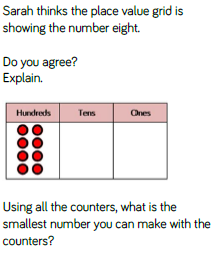 Sarah thinks the place value grid is
showing the number eight.
Do you agree?
Explain.
Hundreds Tens Ones
Using all the counters, what is the
smallest number you can make with the
counters?